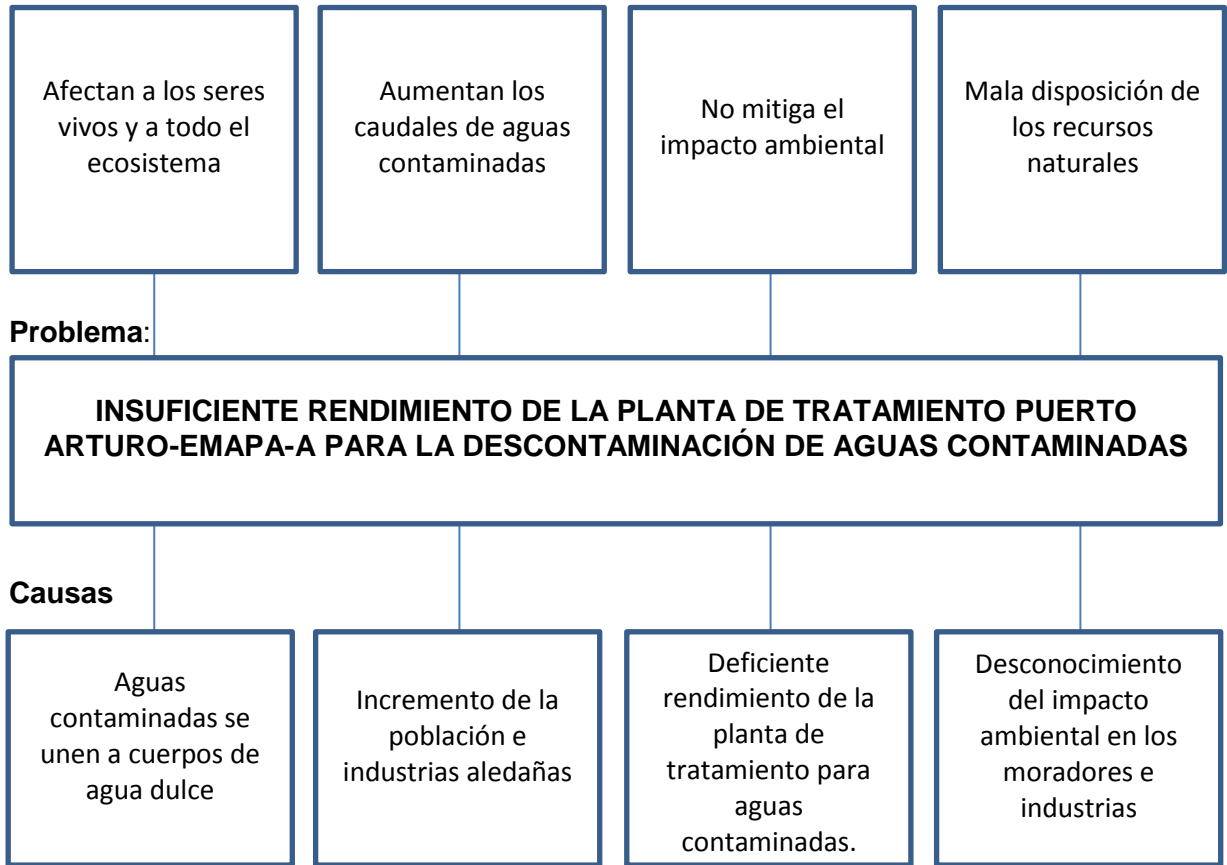 Afectan a los seres
vivos y a todo el
ecosistema
Aumentan los
caudales de aguas
contaminadas
No mitiga el
impacto ambiental
Mala disposición de
los recursos
naturales
Problema:
INSUFICIENTE RENDIMIENTO DE LA PLANTA DE TRATAMIENTO PUERTO
ARTURO-EMAPA-A PARA LA DESCONTAMINACIÓN DE AGUAS CONTAMINADAS
Causas
Aguas
contaminadas se
unen a cuerpos de
agua dulce
Incremento de la
población e
industrias aledañas
Deficiente
rendimiento de la
planta de
tratamiento para
aguas
contaminadas.
Desconocimiento
del impacto
ambiental en los
moradores e
industrias